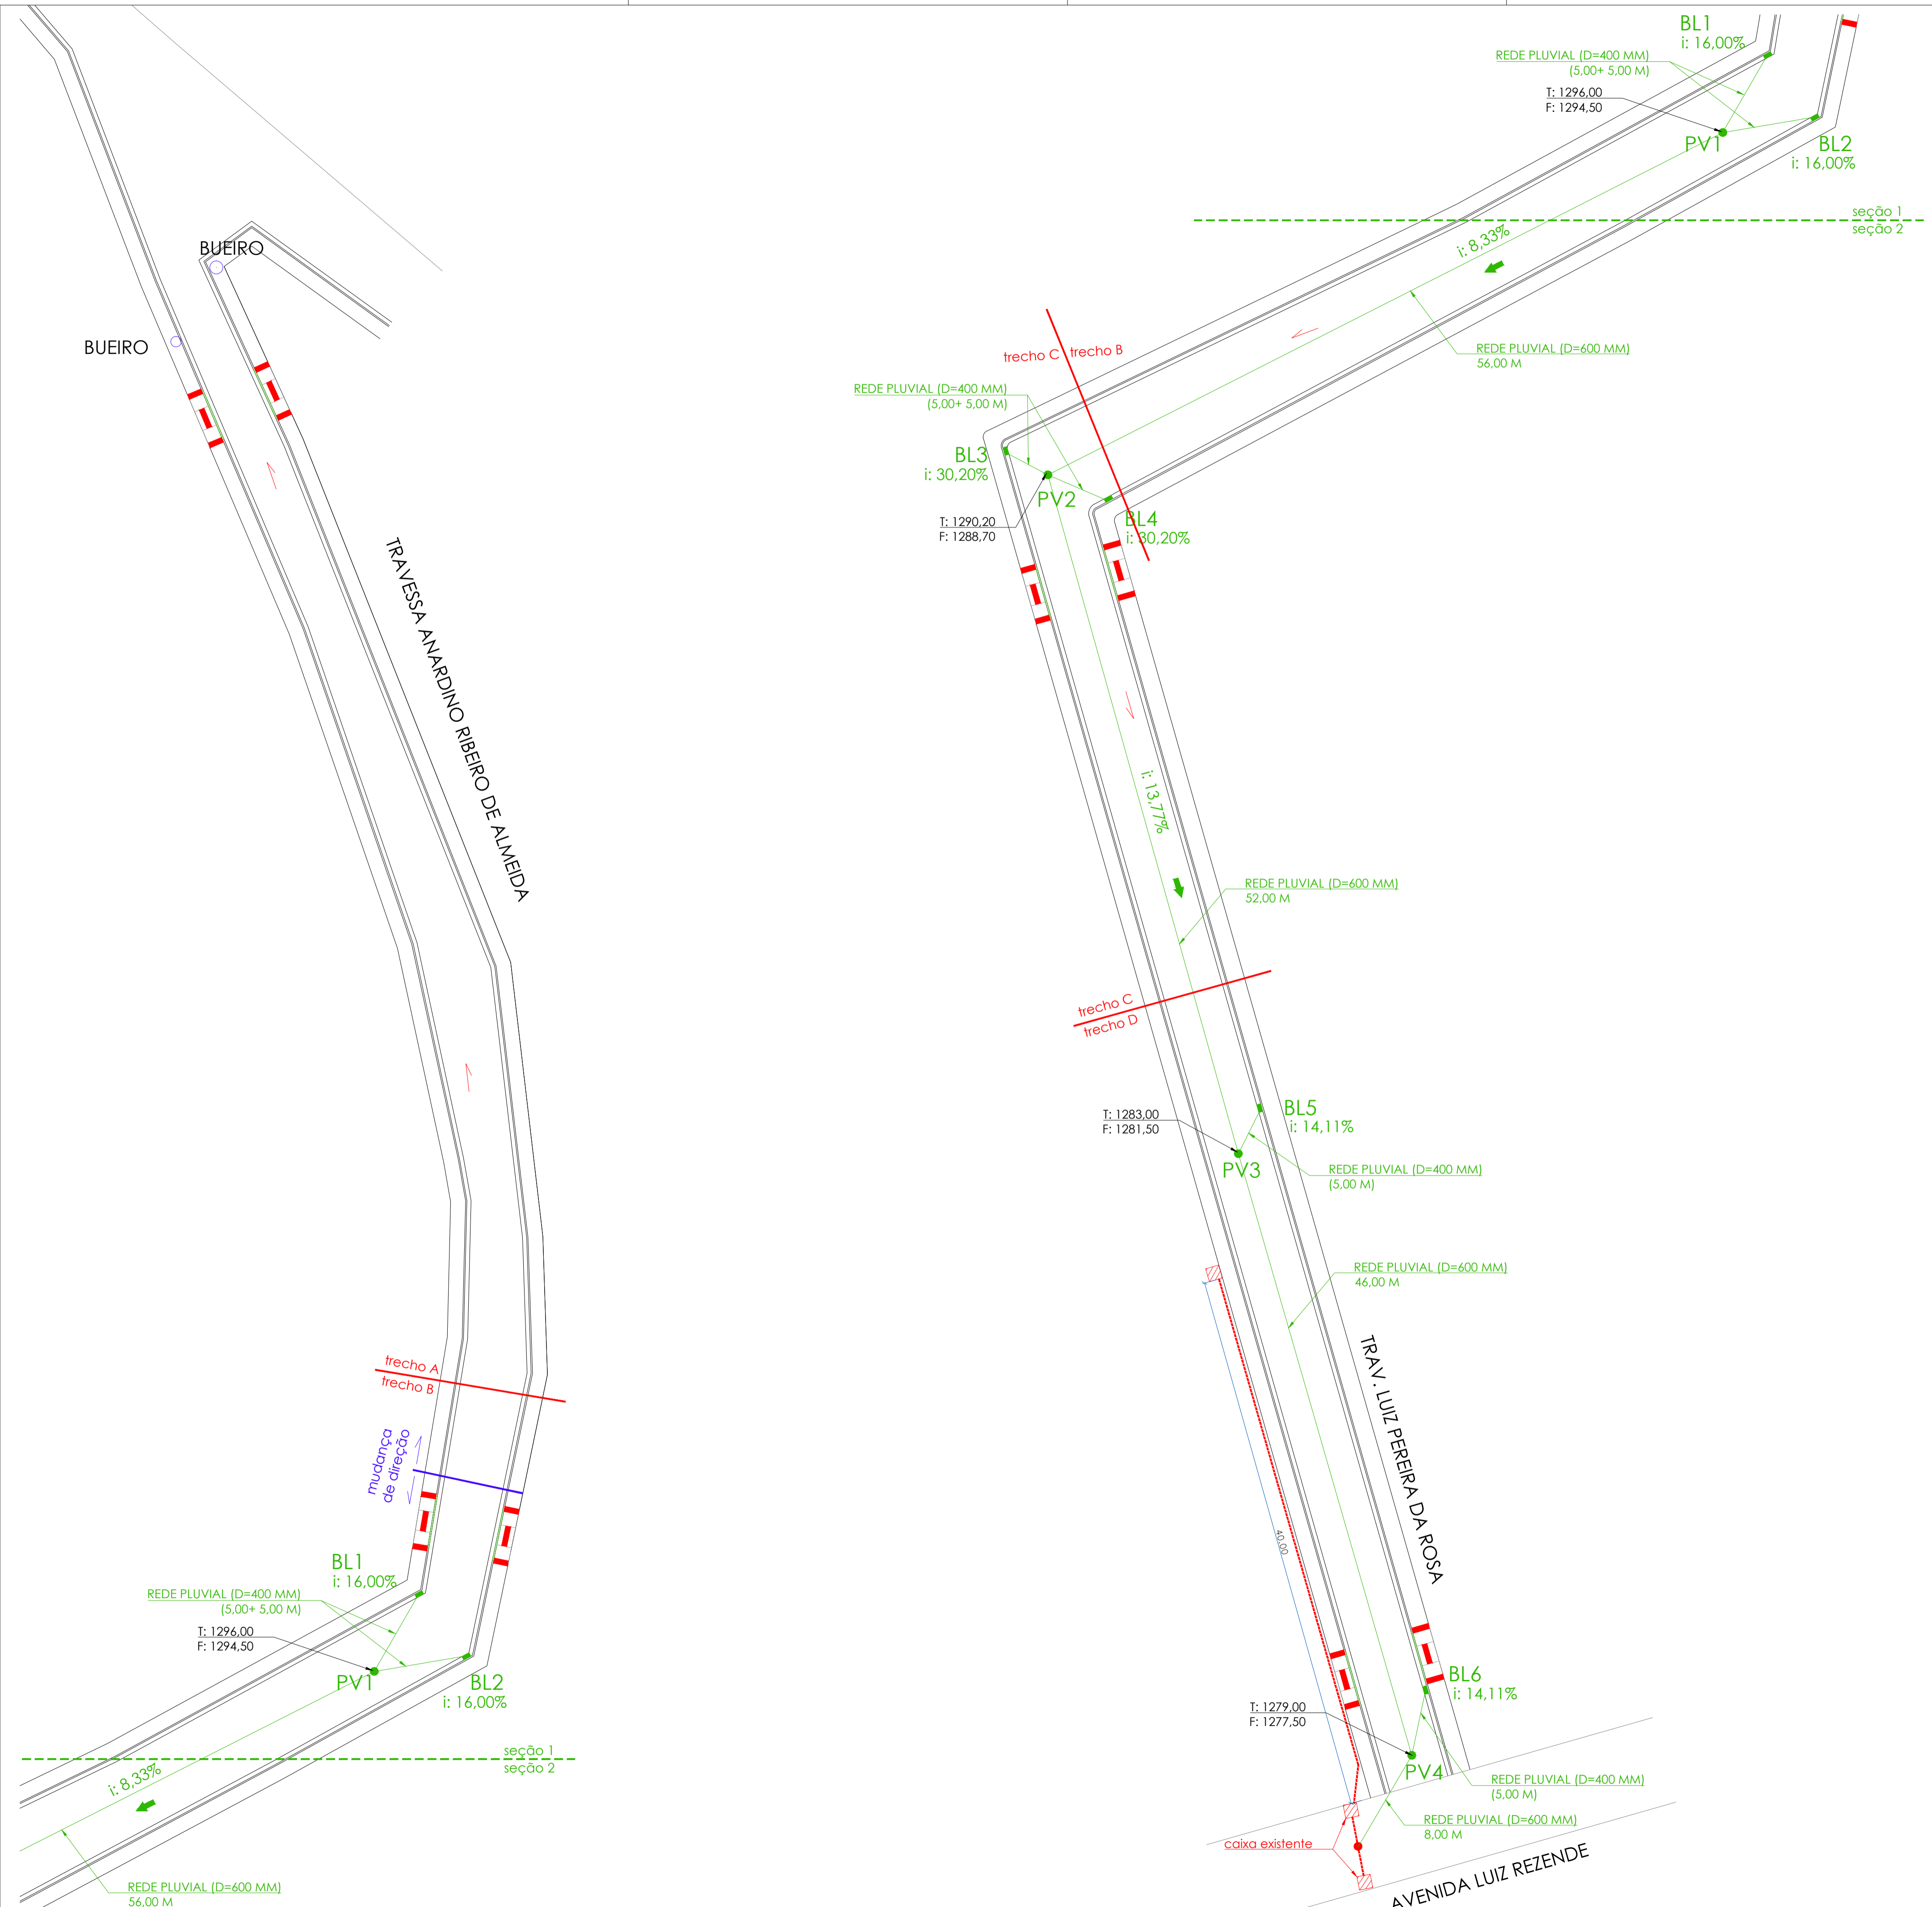 BUEIRO
BUEIRO
TRAVESSA ANARDINO RIBEIRO DE ALMEIDA
trecho A
trecho B
mudança
de direção
BL1
i: 16,00%
REDE PLUVIAL (D=400 MM)
(5,00+ 5,00 M)
T: 1296,00
F: 1294,50
PV1
BL2
i: 16,00%
seção 1
seção 2
i: 8,33%
REDE PLUVIAL (D=600 MM)
56,00 M
BL1
i: 16,00%
REDE PLUVIAL (D=400 MM)
(5,00+ 5,00 M)
T: 1296,00
F: 1294,50
PV1
BL2
i: 16,00%
seção 1
seção 2
i: 8,33%
REDE PLUVIAL (D=600 MM)
56,00 M
trecho C
trecho B
REDE PLUVIAL (D=400 MM)
(5,00+ 5,00 M)
BL3
i: 30,20%
PV2
T: 1290,20
F: 1288,70
BL4
i: 30,20%
i: 13,77%
REDE PLUVIAL (D=600 MM)
52,00 M
trecho C
trecho D
T: 1283,00
F: 1281,50
BL5
i: 14,11%
PV3
REDE PLUVIAL (D=400 MM)
(5,00 M)
REDE PLUVIAL (D=600 MM)
46,00 M
TRAV. LUIZ PEREIRA DA ROSA
40,00
BL6
i: 14,11%
T: 1279,00
F: 1277,50
PV4
REDE PLUVIAL (D=400 MM)
(5,00 M)
REDE PLUVIAL (D=600 MM)
8,00 M
caixa existente
AVENIDA LUIZ REZENDE